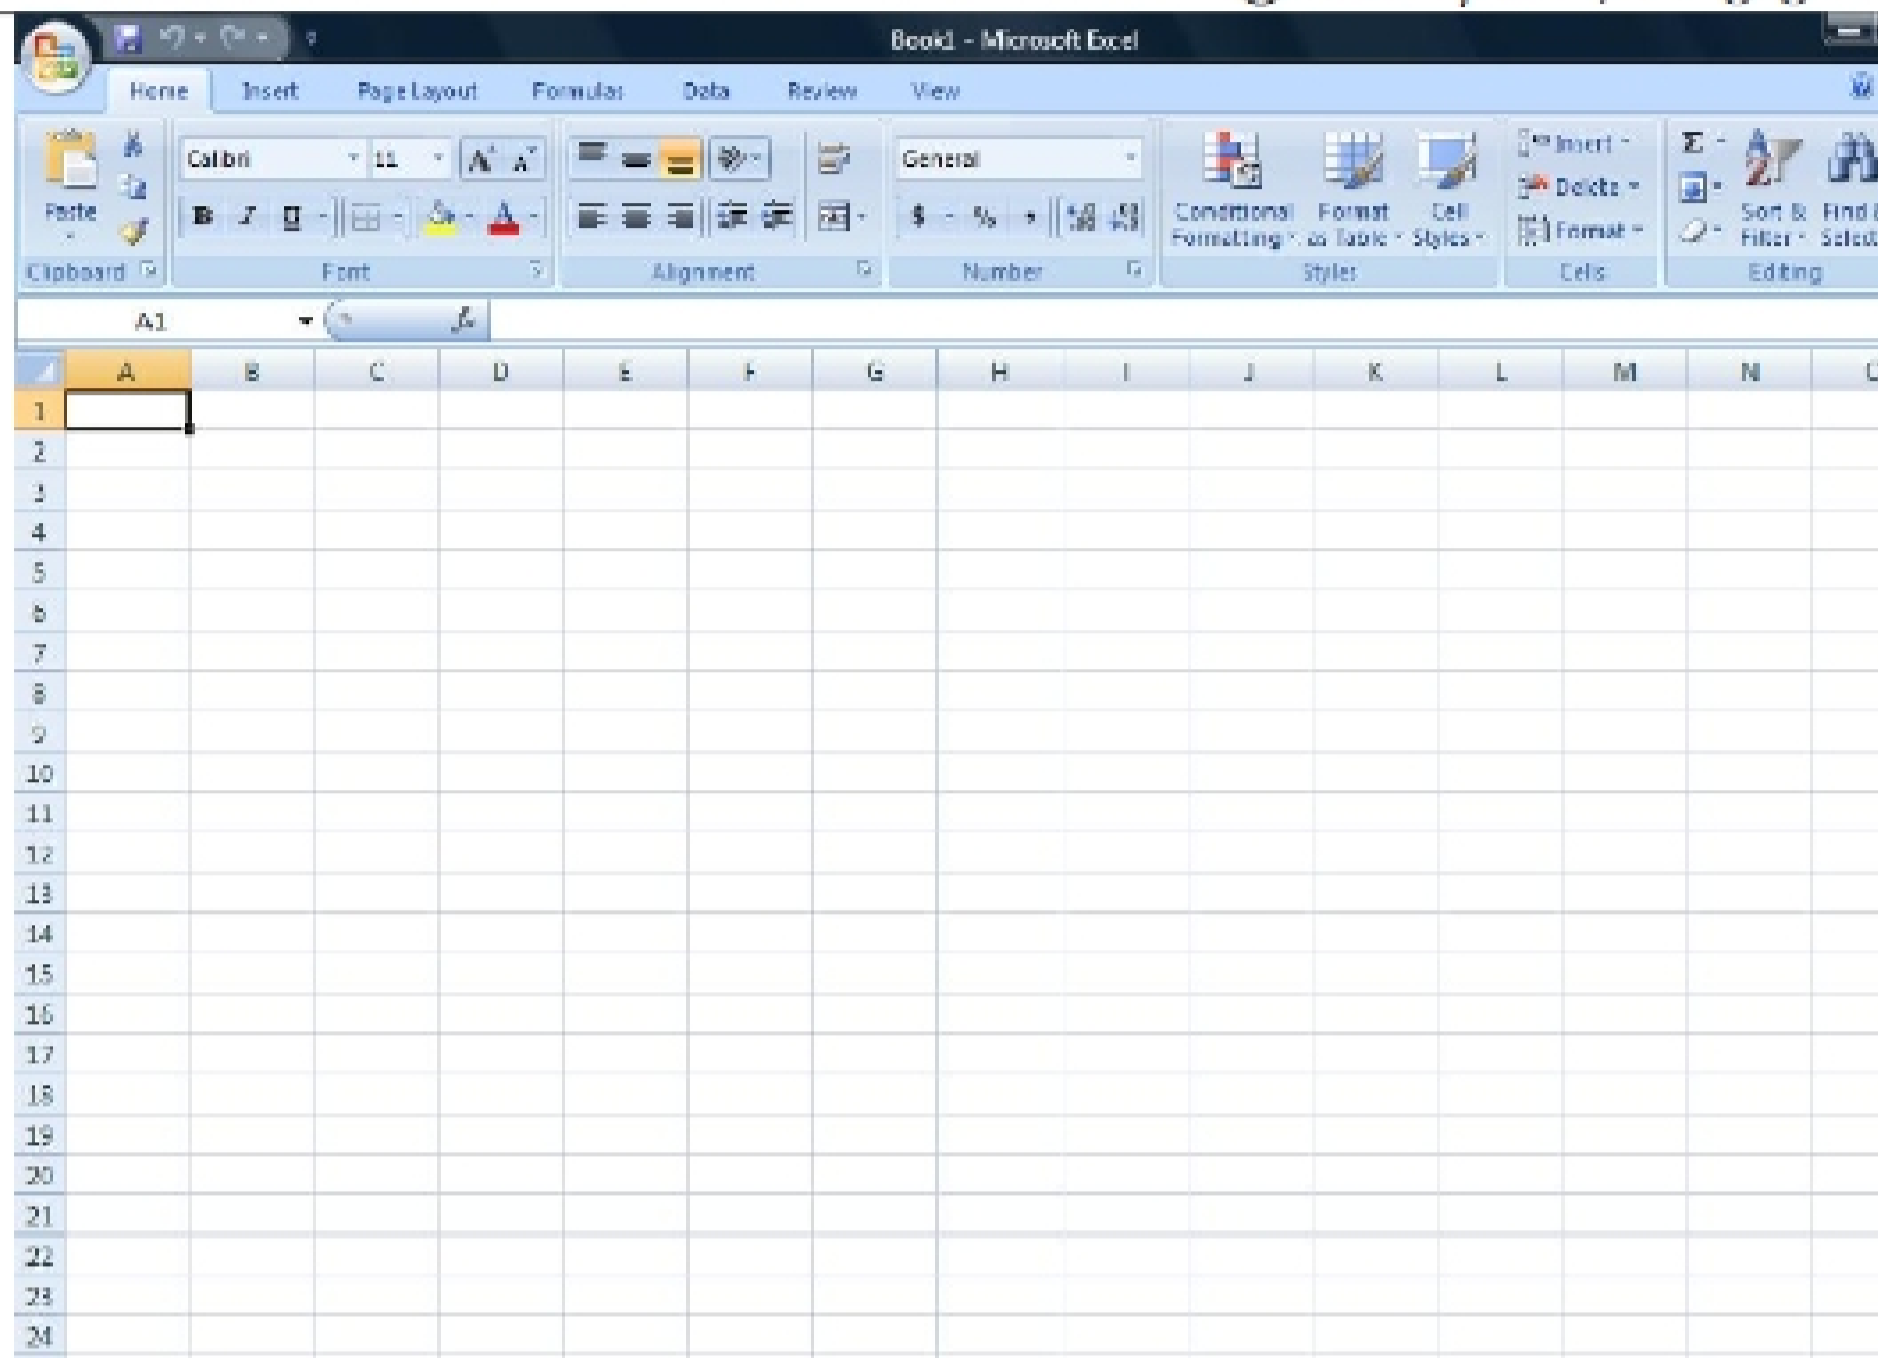 Book1 - Microsoft Excel
Home Insert Page Layout Formulas Data Review View
Calibri 11 A A General Σ Insert
Delete
Paste B I U A $ % , Conditional Format Cell Sort & Find &
Formatting as Table Styles Format Filter Select
Clipboard Font Alignment Number Styles Cells Editing
A1 fx
A B C D E F G H I J K L M N
1
2
3
4
5
6
7
8
9
10
11
12
13
14
15
16
17
18
19
20
21
22
23
24